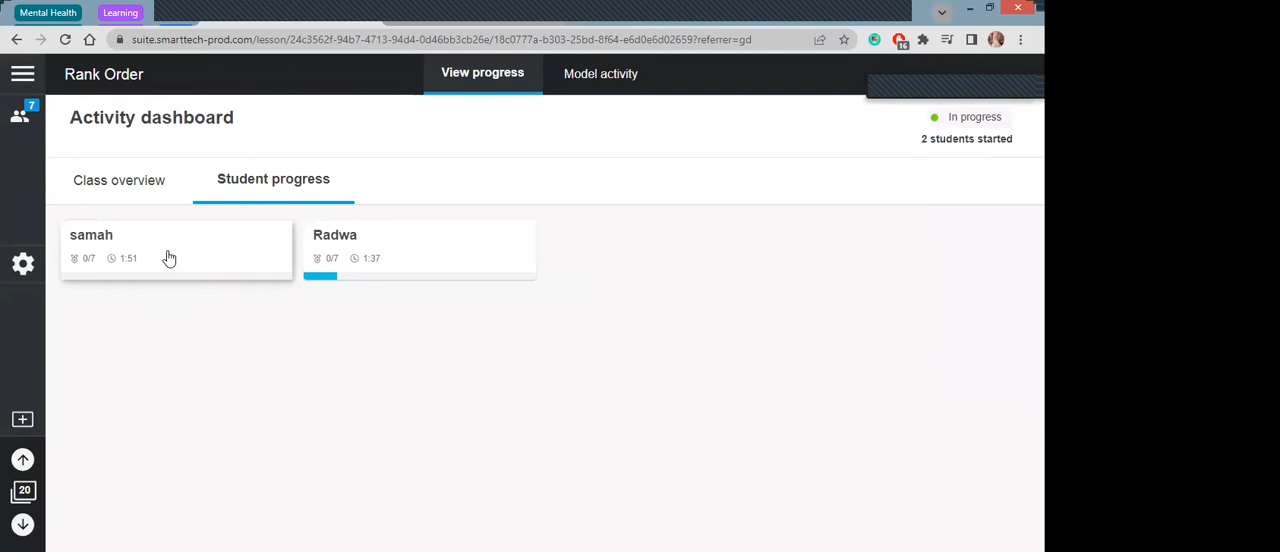 Mental Health
Learning
suite.smarttech-prod.com/lesson/24c3562f-94b7-4713-94d4-0d46bb3cb26e/18c0777a-b303-25bd-8f64-e6d0e6d02659?referrer=gd
16
Rank Order
View progress
Model activity
7
Activity dashboard
In progress
2 students started
Class overview
Student progress
samah
0/7
1:51
Radwa
0/7
1:37
20